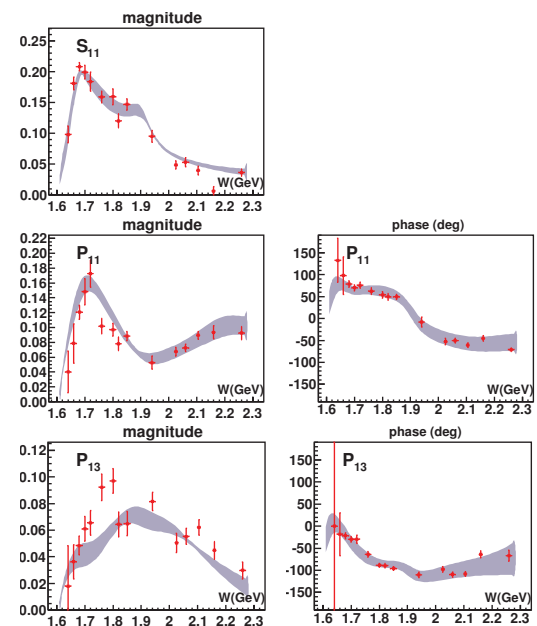 magnitude
S11
0.25
0.20
0.15
0.10
0.05
0.00
W(GeV)
1.6 1.7 1.8 1.9 2 2.1 2.2 2.3
magnitude
P11
0.22
0.20
0.18
0.16
0.14
0.12
0.10
0.08
0.06
0.04
0.02
0.00
W(GeV)
1.6 1.7 1.8 1.9 2 2.1 2.2 2.3
phase (deg)
P11
150
100
50
0
-50
-100
-150
W(GeV)
1.6 1.7 1.8 1.9 2 2.1 2.2 2.3
magnitude
P13
0.12
0.10
0.08
0.06
0.04
0.02
0.00
W(GeV)
1.6 1.7 1.8 1.9 2 2.1 2.2 2.3
phase (deg)
P13
150
100
50
0
-50
-100
-150
W(GeV)
1.6 1.7 1.8 1.9 2 2.1 2.2 2.3